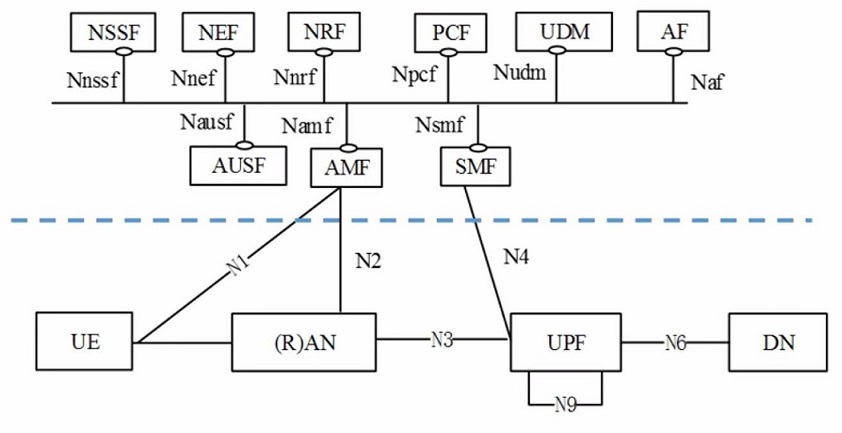 NSSF NEF NRF PCF UDM AF
Nnssf Nnef Nnrf Npcf Nudm Naf
Nausf Namf Nsmf
AUSF AMF SMF
N1 N2 N4
UE (R)AN N3 UPF N6 DN
N9